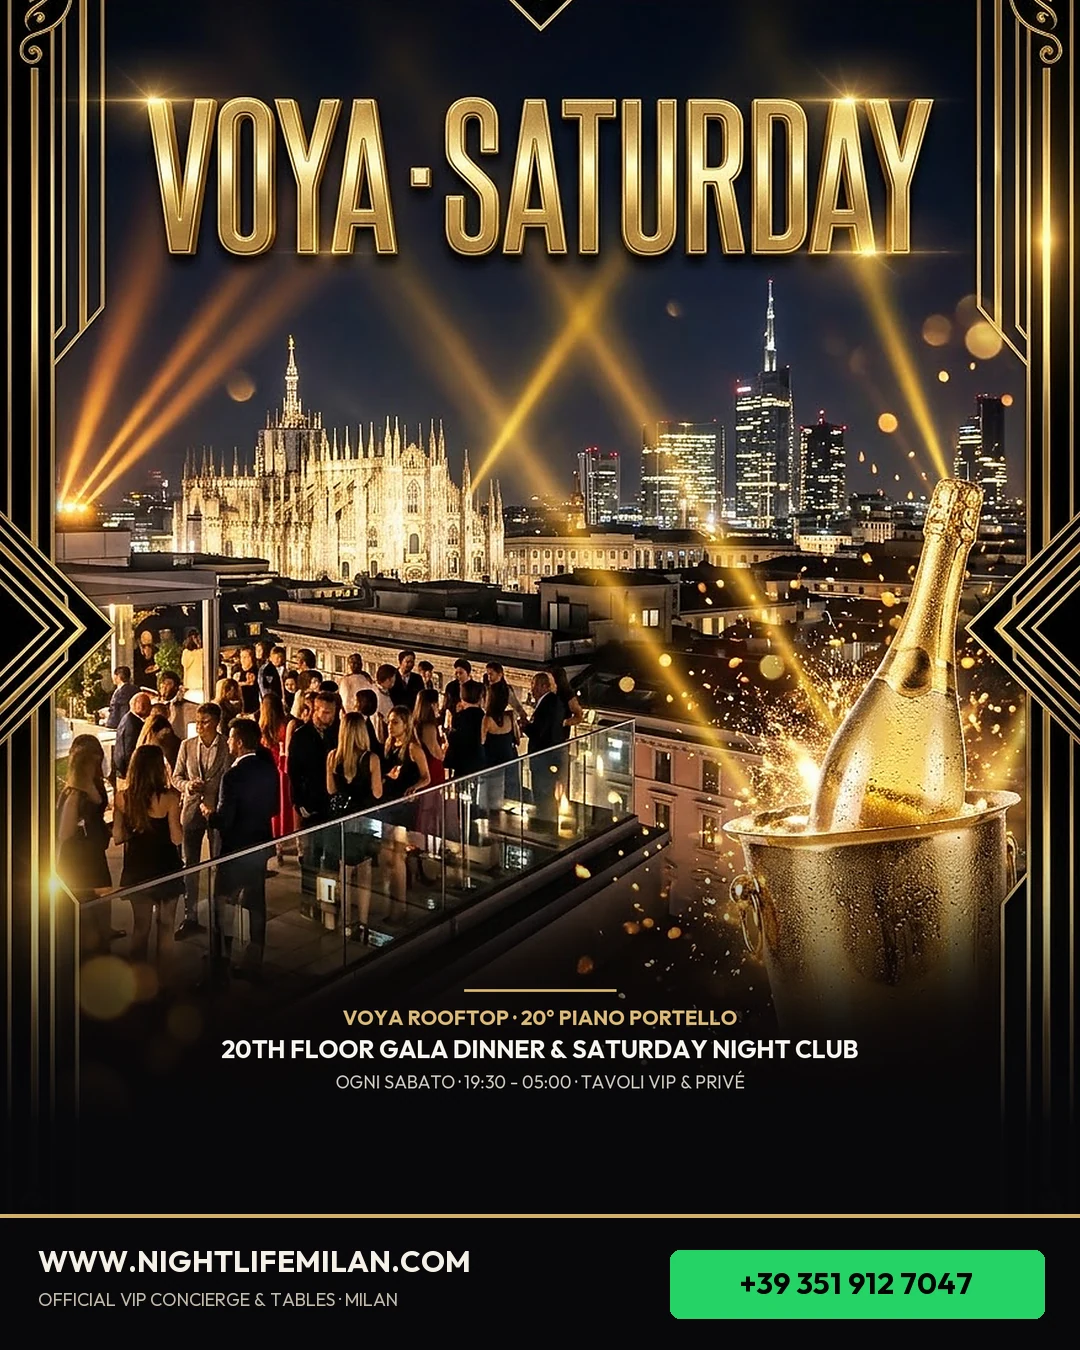 VOYA · SATURDAY
VOYA ROOFTOP · 20° PIANO PORTELLO
20TH FLOOR GALA DINNER & SATURDAY NIGHT CLUB
OGNI SABATO · 19:30 - 05:00 · TAVOLI VIP & PRIVÉ
WWW.NIGHTLIFEMILAN.COM
OFFICIAL VIP CONCIERGE & TABLES · MILAN
+39 351 912 7047